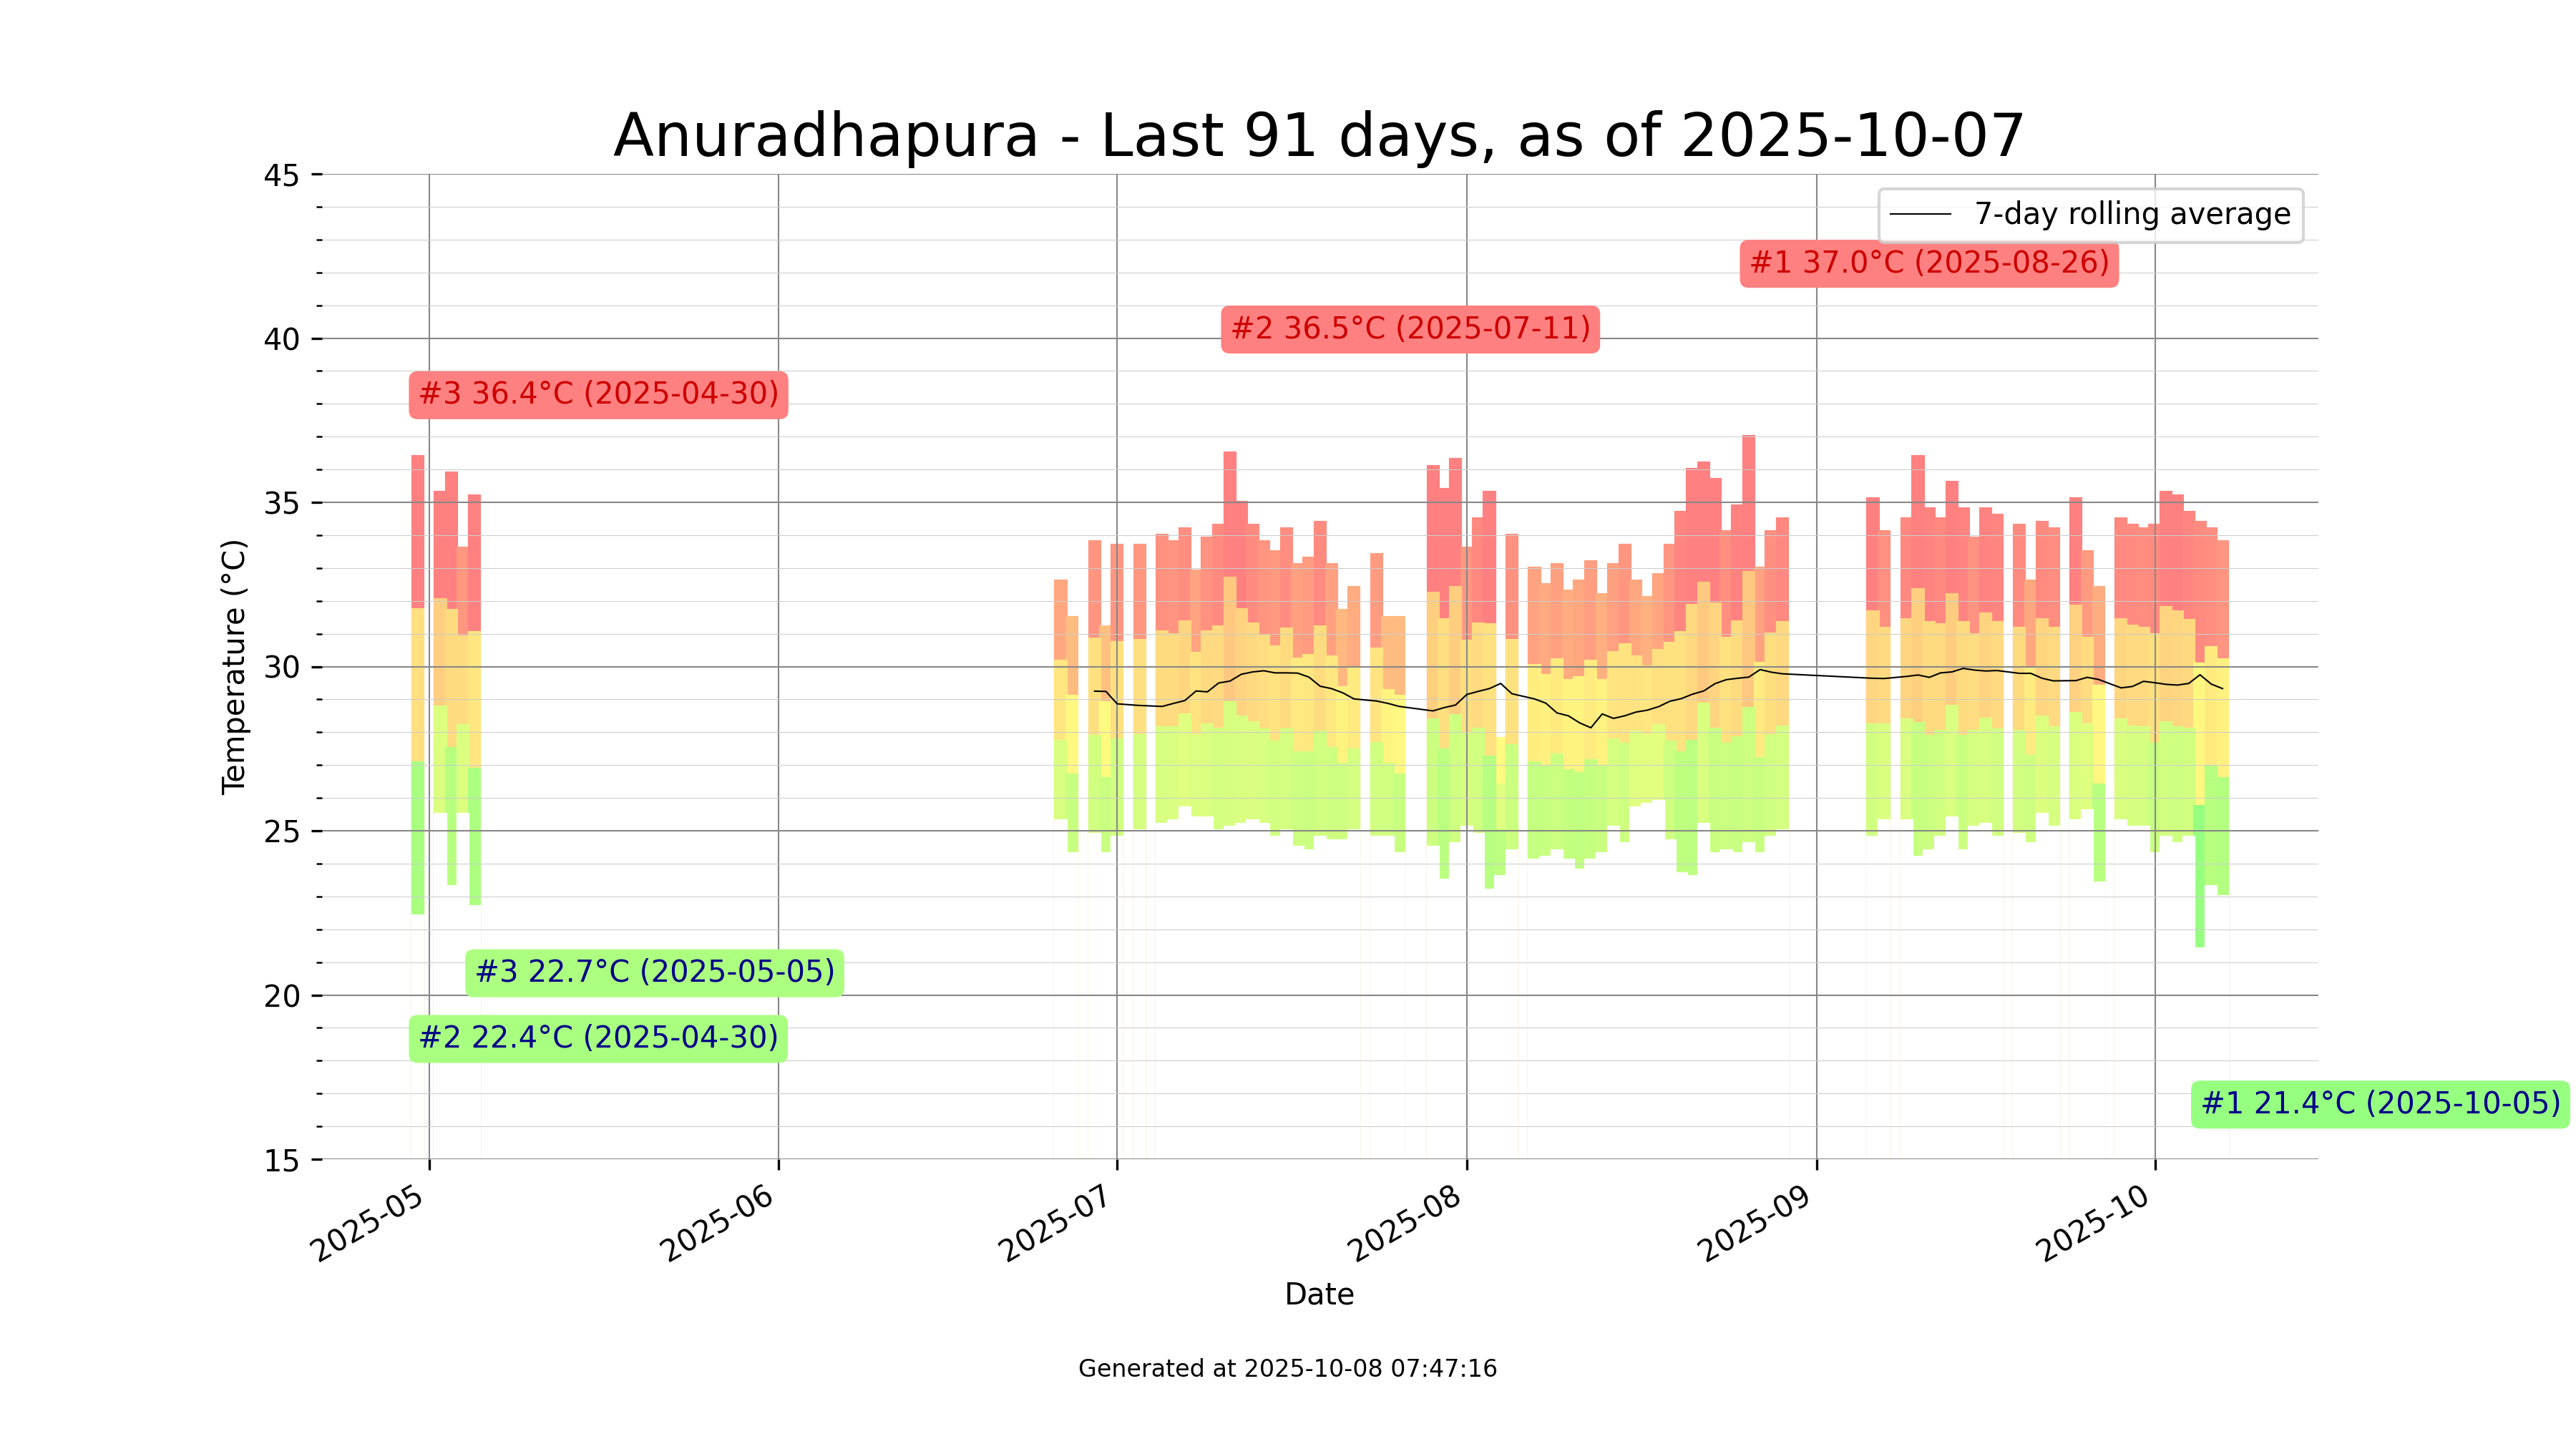 Anuradhapura - Last 91 days, as of 2025-10-07
45
40
35
30
25
20
15
Temperature (°C)
7-day rolling average
#1 37.0°C (2025-08-26)
#2 36.5°C (2025-07-11)
#3 36.4°C (2025-04-30)
#3 22.7°C (2025-05-05)
#2 22.4°C (2025-04-30)
#1 21.4°C (2025-10-05)
2025-05
2025-06
2025-07
2025-08
2025-09
2025-10
Date
Generated at 2025-10-08 07:47:16